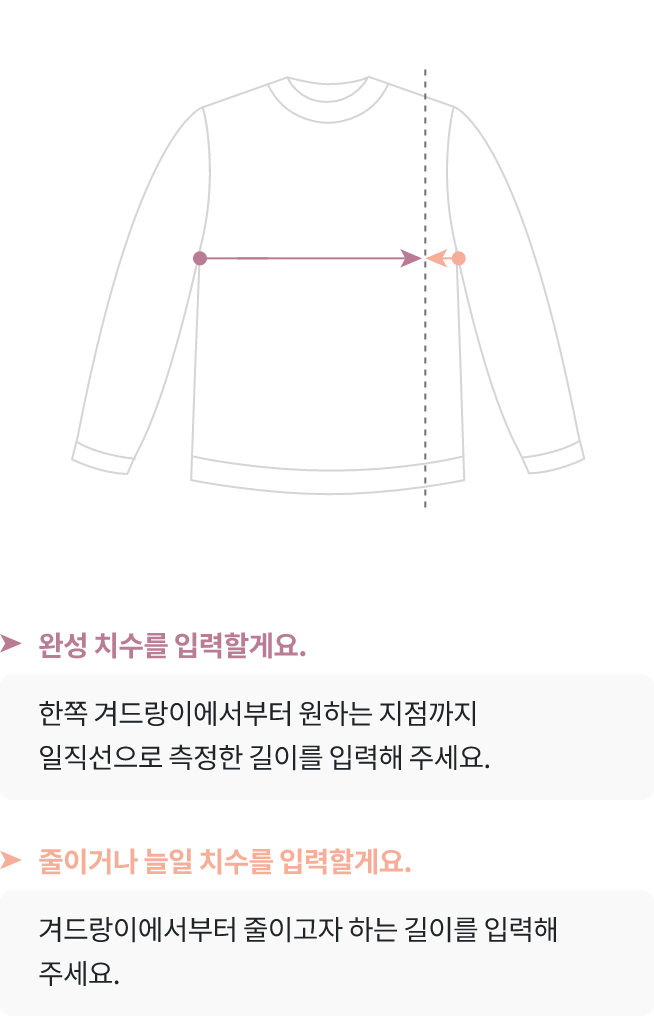 완성 치수를 입력할게요.
한쪽 겨드랑이에서부터 원하는 지점까지
일직선으로 측정한 길이를 입력해 주세요.
줄이거나 늘일 치수를 입력할게요.
겨드랑이에서부터 줄이고자 하는 길이를 입력해
주세요.